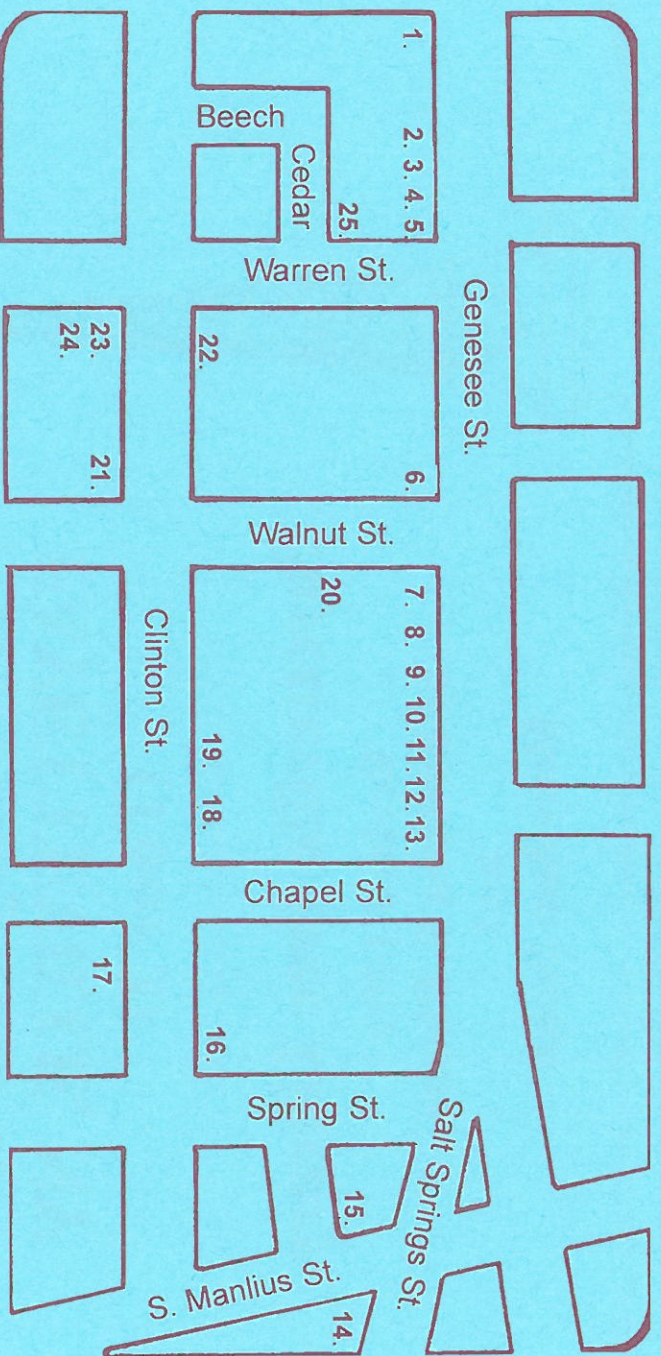 1.
Beech
2. 3. 4. 5.
Cedar
25.
Warren St.
Genesee St.
23.
24.
22.
21.
6.
Walnut St.
7. 8. 9. 10. 11. 12. 13.
20.
Clinton St.
19. 18.
Chapel St.
17.
16.
Spring St.
Salt Springs St.
15.
S. Manlius St.
14.